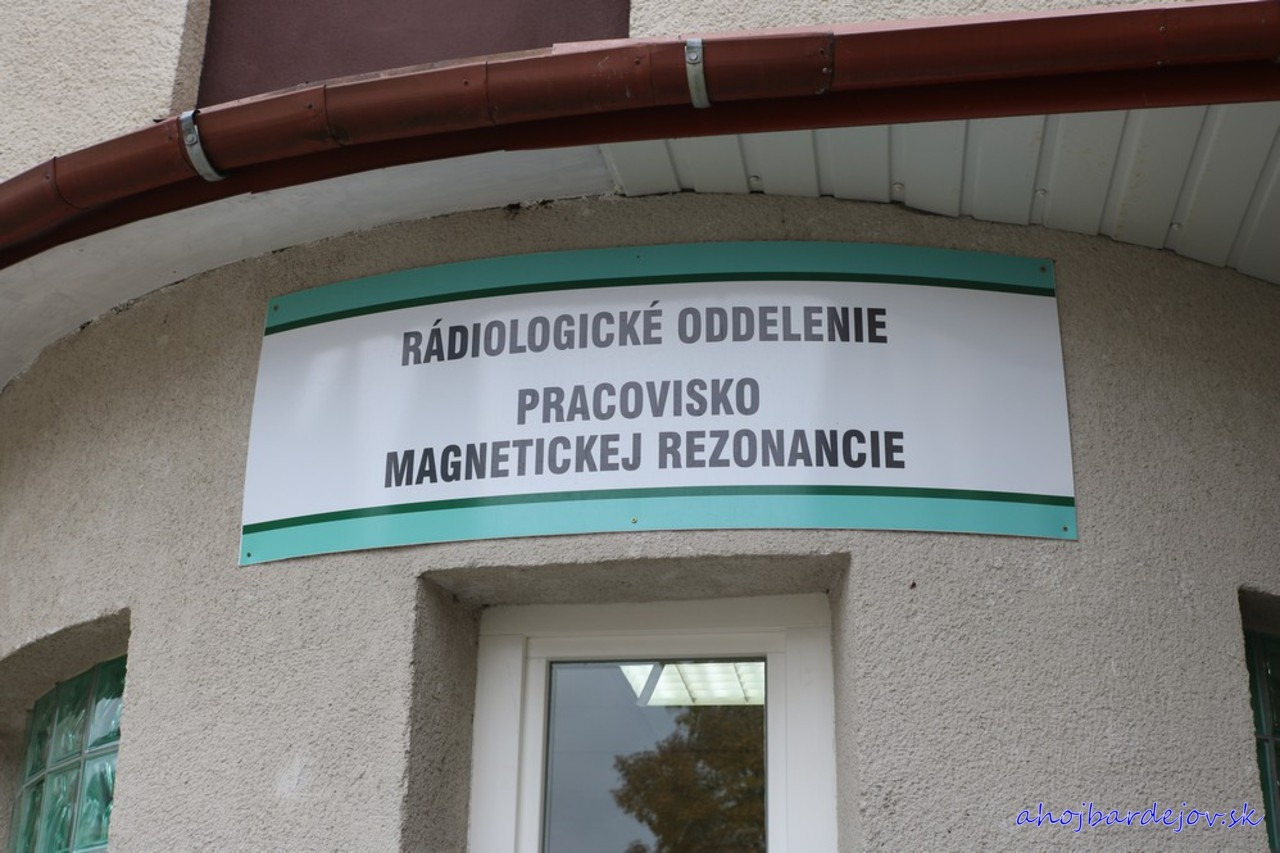 RÁDIOLOGICKÉ ODDELENIE
PRACOVISKO
MAGNETICKEJ REZONANCIE
ahojbardejov.sk